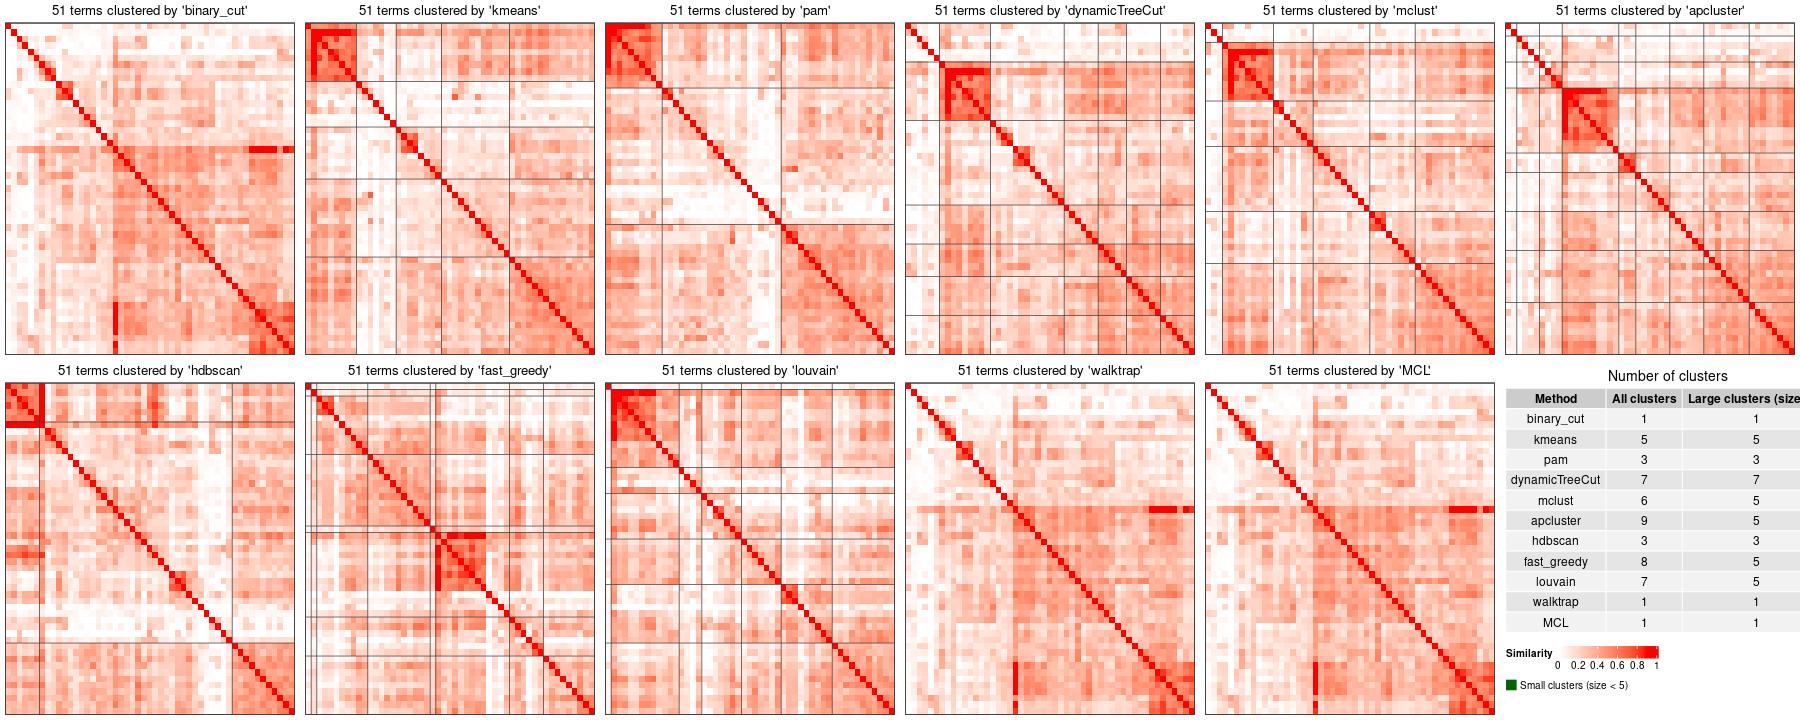 51 terms clustered by 'binary_cut'
51 terms clustered by 'kmeans'
51 terms clustered by 'pam'
51 terms clustered by 'dynamicTreeCut'
51 terms clustered by 'mclust'
51 terms clustered by 'apcluster'
51 terms clustered by 'hdbscan'
51 terms clustered by 'fast_greedy'
51 terms clustered by 'louvain'
51 terms clustered by 'walktrap'
51 terms clustered by 'MCL'
Number of clusters
Method All clusters Large clusters (size
binary_cut 1 1
kmeans 5 5
pam 3 3
dynamicTreeCut 7 7
mclust 6 5
apcluster 9 5
hdbscan 3 3
fast_greedy 8 5
louvain 7 5
walktrap 1 1
MCL 1 1
Similarity
0 0.2 0.4 0.6 0.8 1
Small clusters (size < 5)